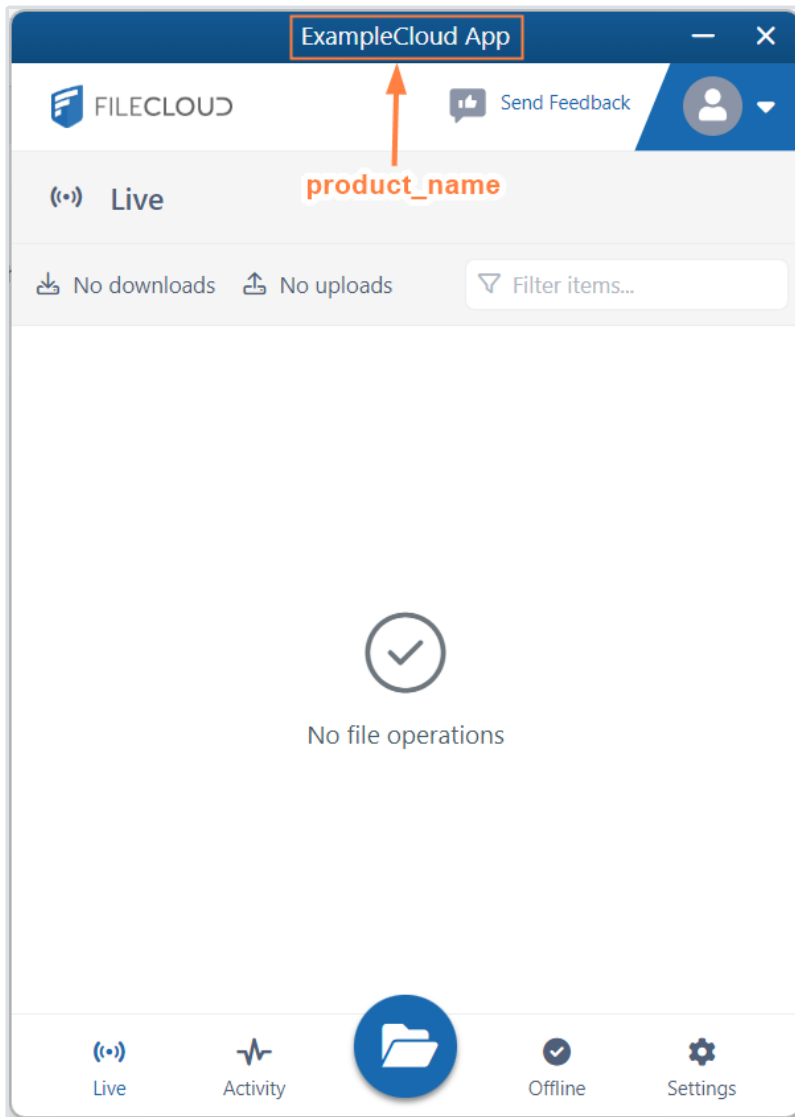 ExampleCloud App
FILECLOUD
Send Feedback
product_name
Live
No downloads
No uploads
Filter items...
No file operations
Live
Activity
Offline
Settings